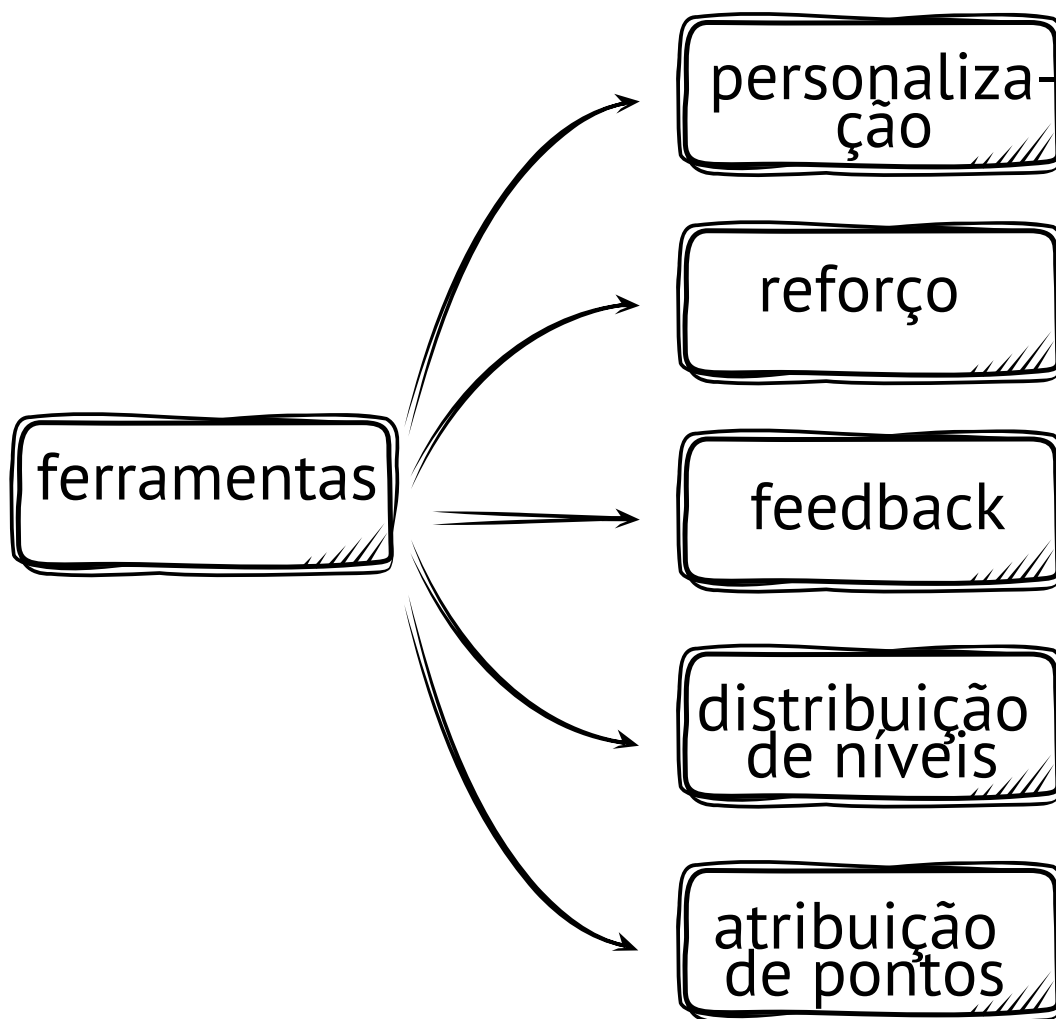 ferramentas
personaliza-
ção
reforço
feedback
distribuição
de níveis
atribuição
de pontos